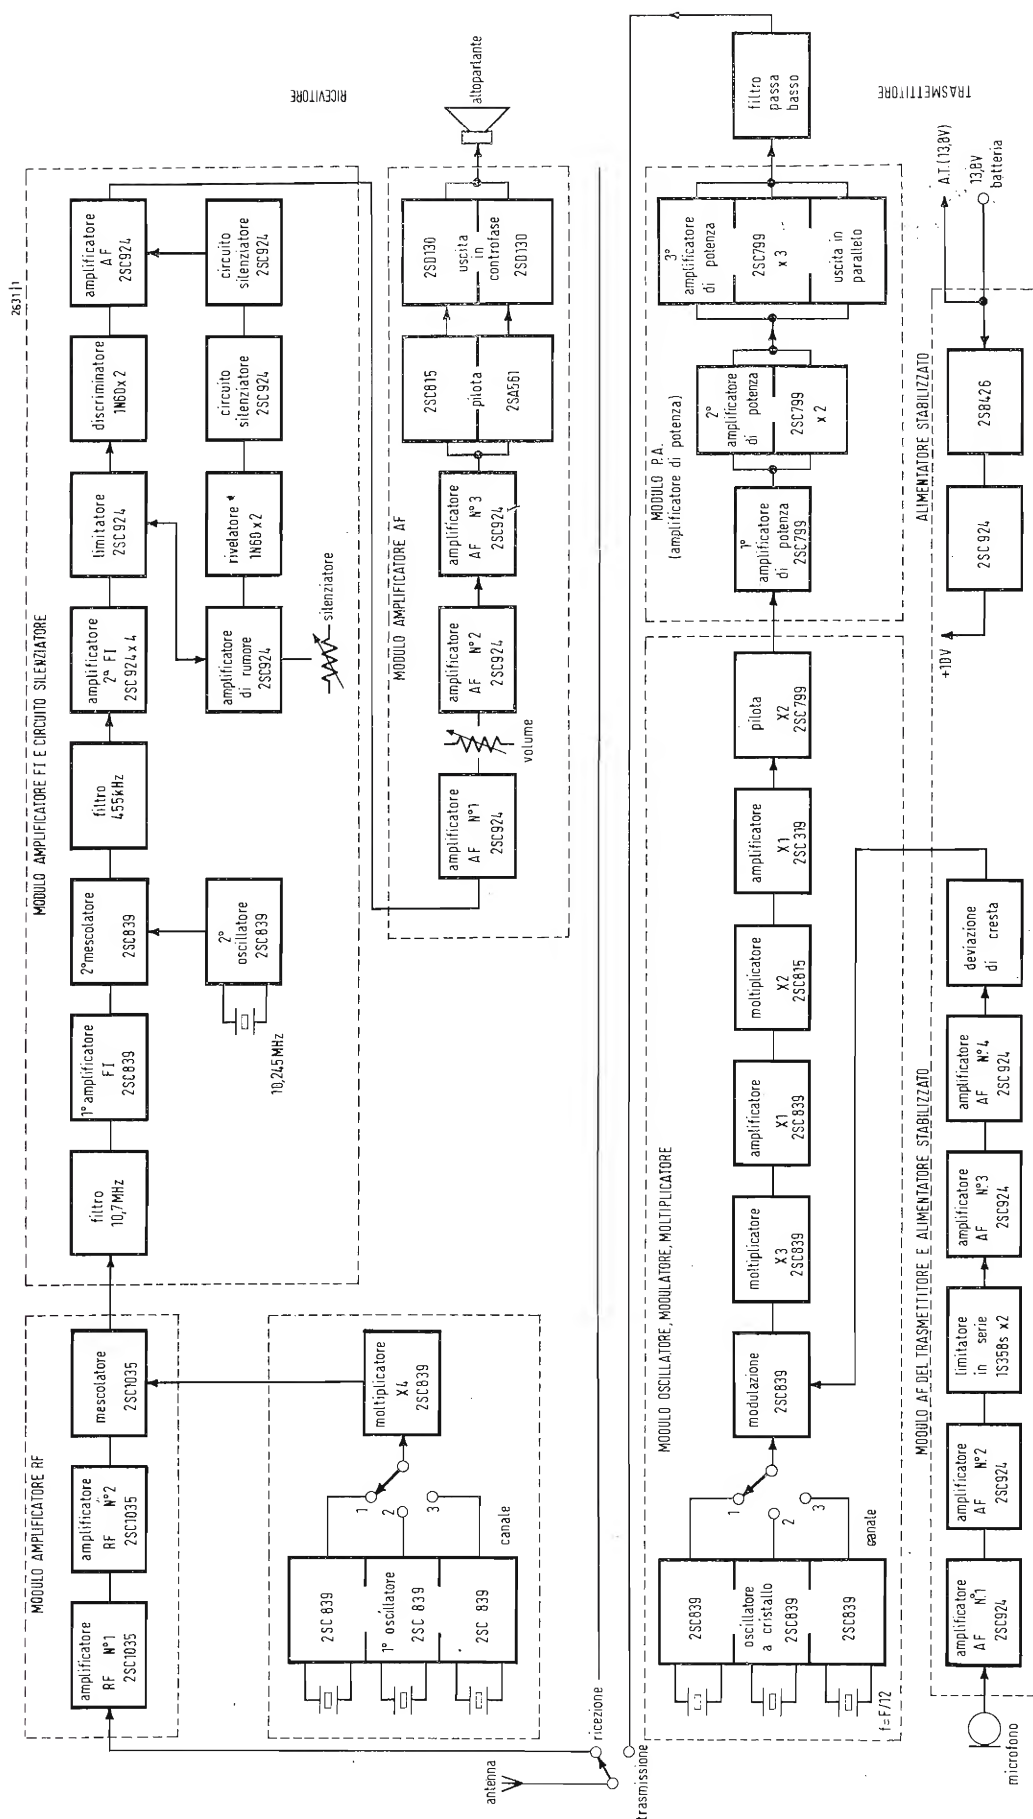 2631/1
RICEVITORE
MODULO AMPLIFICATORE RF
amplificatore
RF N°1
2SC1035
amplificatore
RF N°2
2SC1035
mescolatore
2SC1035
MODULO AMPLIFICATORE FI E CIRCUITO SILENZIATORE
filtro
10,7MHz
1° amplificatore
FI
2SC839
2° mescolatore
2SC839
filtro
455kHz
amplificatore
2ª FI
2SC924 x 4
limitatore
2SC924
discriminatore
1N60 x 2
amplificatore
AF
2SC924
2°
oscillatore
2SC839
10,245MHz
amplificatore
di rumore
2SC924
silenziatore
rivelatore *
1N60 x 2
circuito
silenziatore
2SC924
circuito
silenziatore
2SC924
2SC839
1° oscillatore
2SC 839
2SC 839
1
2
3
canale
moltiplicatore
X4
2SC839
MODULO AMPLIFICATORE AF
amplificatore
AF N°1
2SC924
volume
amplificatore
AF N°2
2SC924
amplificatore
AF N°3
2SC924
2SC815
pilota
2SA561
2SD130
uscita
in
controfase
2SD130
altoparlante
antenna
ricezione
trasmissione
TRASMETTITORE
MODULO OSCILLATORE, MODULATORE, MOLTIPLICATORE
2SC839
oscillatore
a cristallo
2SC839
2SC839
f=F/12
1
2
3
canale
modulazione
2SC839
moltiplicatore
X3
2SC839
amplificatore
X1
2SC839
moltiplicatore
X2
2SC815
amplificatore
X1
2SC319
pilota
X2
2SC799
MODULO P.A.
(amplificatore di potenza)
1°
amplificatore
di potenza
2SC799
2°
amplificatore
di potenza
2SC799
x 2
3°
amplificatore
di potenza
2SC799
x 3
uscita in
parallelo
filtro
passa
basso
MODULO AF DEL TRASMETTITORE E ALIMENTATORE STABILIZZATO
microfono
amplificatore
AF N°1
2SC924
amplificatore
AF N°2
2SC924
limitatore
in serie
1S358s x2
amplificatore
AF N°3
2SC924
amplificatore
AF N°4
2SC924
deviazione
di cresta
ALIMENTATORE STABILIZZATO
+10V
2SC924
2SB426
A.T.(13,8V)
13,8V
batteria